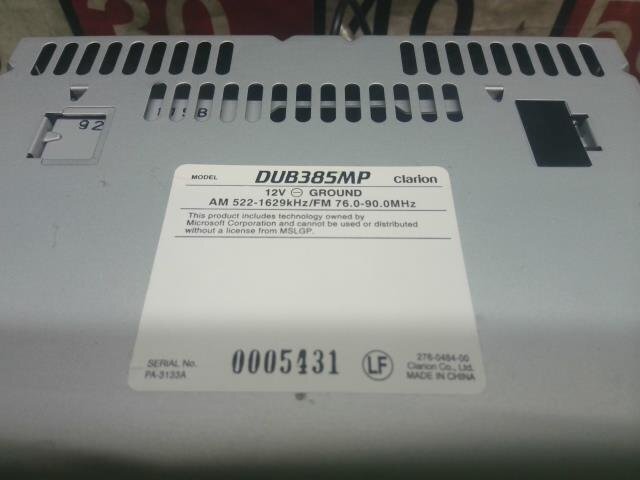 30
92
MODEL DUB385MP clarion
12V ⊖ GROUND
AM 522-1629kHz/FM 76.0-90.0MHz
This product includes technology owned by
Microsoft Corporation and cannot be used or distributed
without a license from MSLGP.
SERIAL No. 0005431 LF 276-0484-00
PA-3133A Clarion Co., Ltd.
MADE IN CHINA